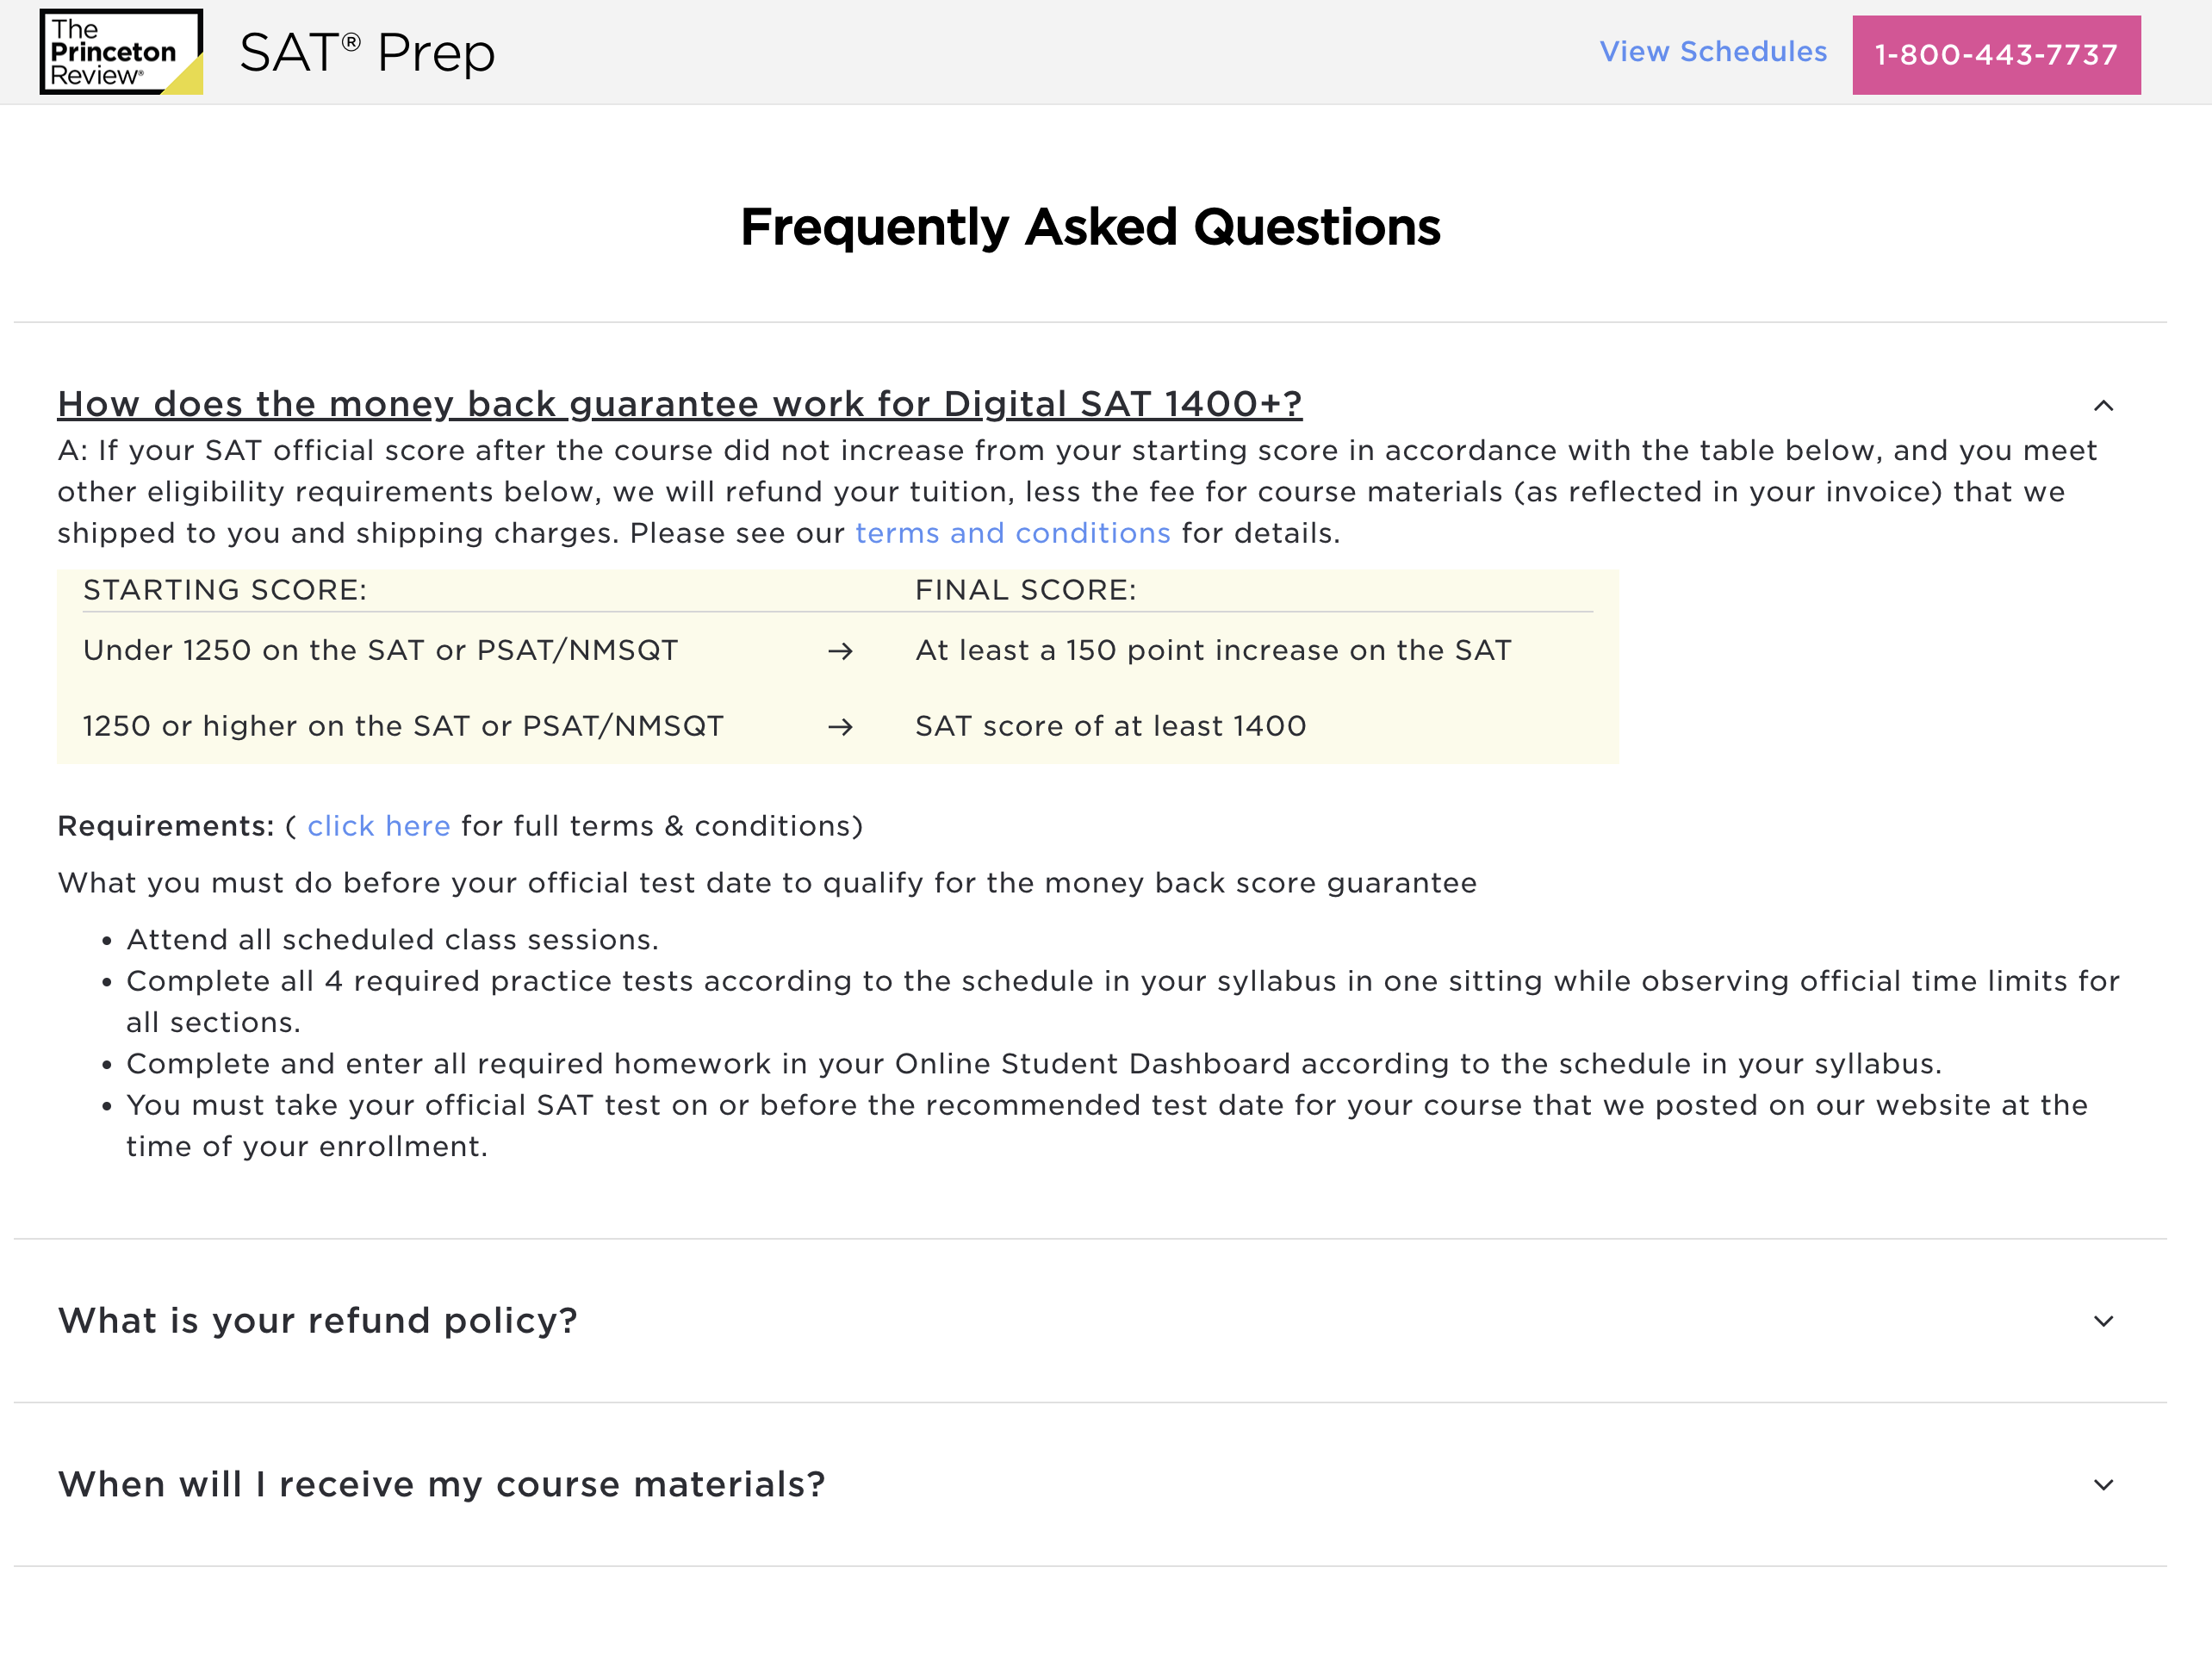 The
Princeton
Review®
SAT® Prep
View Schedules
1-800-443-7737
Frequently Asked Questions
How does the money back guarantee work for Digital SAT 1400+?
A: If your SAT official score after the course did not increase from your starting score in accordance with the table below, and you meet
other eligibility requirements below, we will refund your tuition, less the fee for course materials (as reflected in your invoice) that we
shipped to you and shipping charges. Please see our terms and conditions for details.
STARTING SCORE: FINAL SCORE:
Under 1250 on the SAT or PSAT/NMSQT → At least a 150 point increase on the SAT
1250 or higher on the SAT or PSAT/NMSQT → SAT score of at least 1400
Requirements: ( click here for full terms & conditions)
What you must do before your official test date to qualify for the money back score guarantee
• Attend all scheduled class sessions.
• Complete all 4 required practice tests according to the schedule in your syllabus in one sitting while observing official time limits for
all sections.
• Complete and enter all required homework in your Online Student Dashboard according to the schedule in your syllabus.
• You must take your official SAT test on or before the recommended test date for your course that we posted on our website at the
time of your enrollment.
What is your refund policy?
When will I receive my course materials?